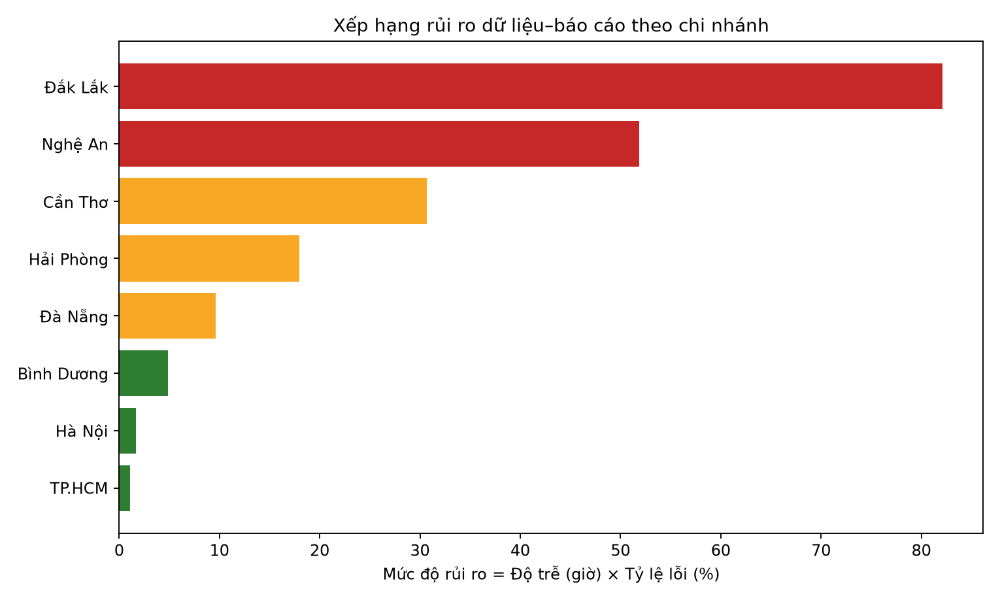 Xếp hạng rủi ro dữ liệu–báo cáo theo chi nhánh
Đắk Lắk
Nghệ An
Cần Thơ
Hải Phòng
Đà Nẵng
Bình Dương
Hà Nội
TP.HCM
0 10 20 30 40 50 60 70 80
Mức độ rủi ro = Độ trễ (giờ) × Tỷ lệ lỗi (%)